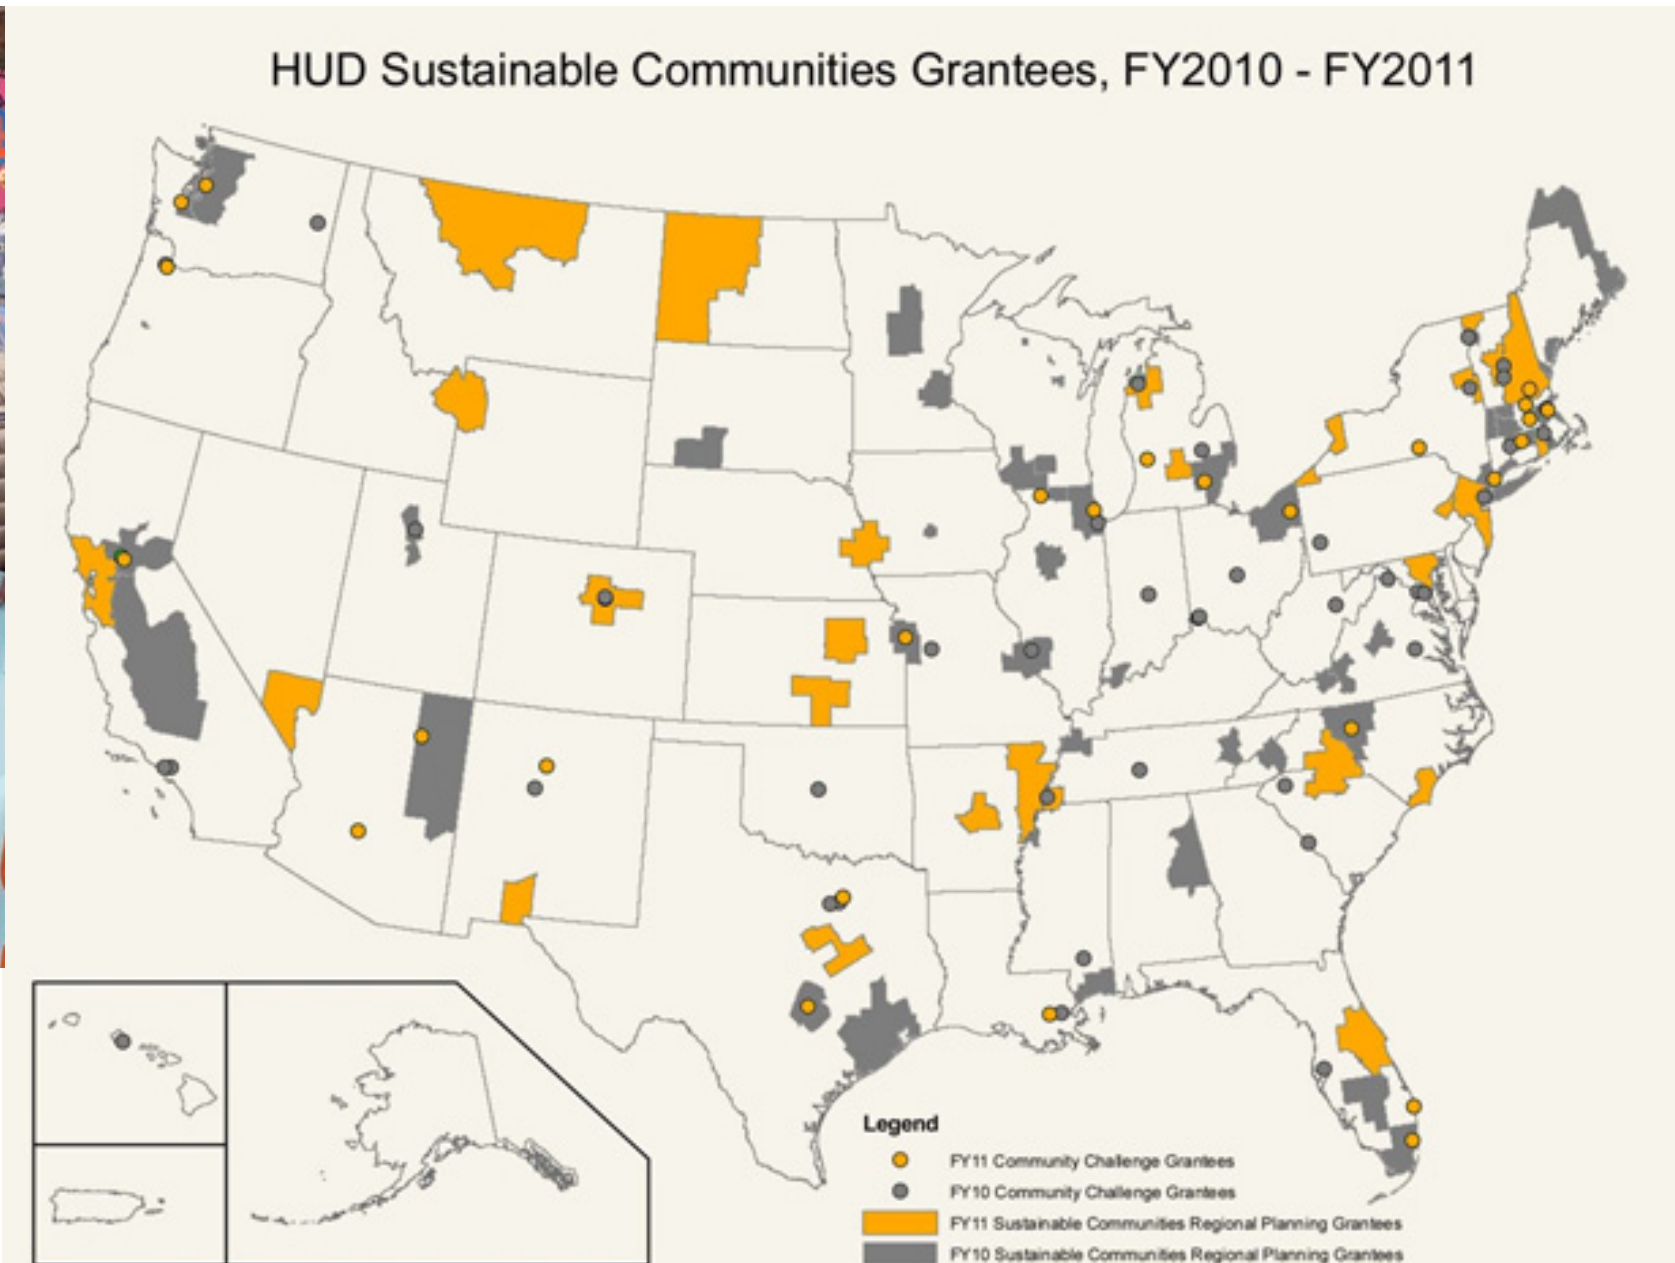 HUD Sustainable Communities Grantees, FY2010 - FY2011
Legend
FY11 Community Challenge Grantees
FY10 Community Challenge Grantees
FY11 Sustainable Communities Regional Planning Grantees
FY10 Sustainable Communities Regional Planning Grantees